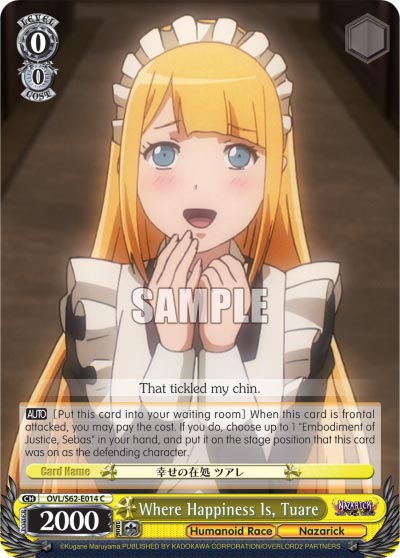 LEVEL
0
0
COST
SAMPLE
That tickled my chin.
AUTO [Put this card into your waiting room] When this card is frontal
attacked, you may pay the cost. If you do, choose up to 1 "Embodiment of
Justice, Sebas" in your hand, and put it on the stage position that this card
was on as the defending character.
Card Name 幸せの在処 ツアレ
CH OVL/S62-E014 C
POWER 2000 SOUL Where Happiness Is, Tuare NAZARICK
Humanoid Race Nazarick
©Kugane Maruyama,PUBLISHED BY KADOKAWA CORPORATION/OVERLORD2 PARTNERS